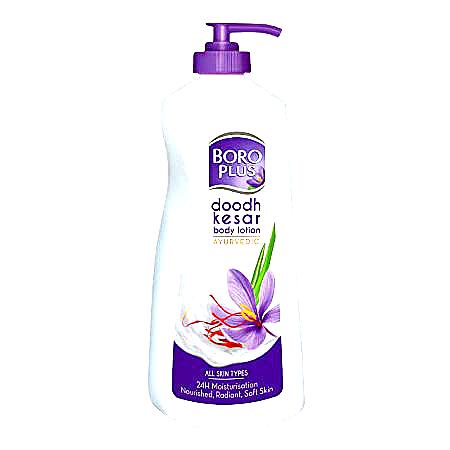 BORO
PLUS
doodh
kesar
body lotion
AYURVEDIC
ALL SKIN TYPES
24H Moisturisation
Nourished, Radiant, Soft Skin